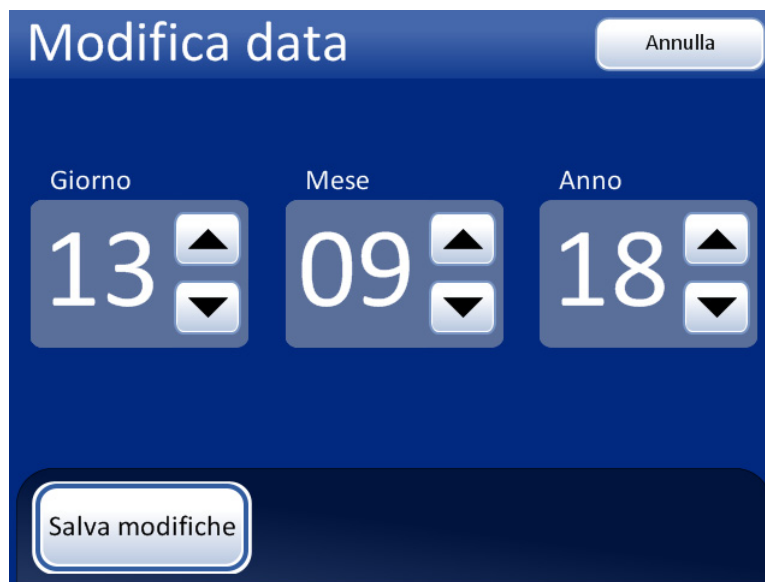 Modifica data
Annulla
Giorno
Mese
Anno
13
09
18
Salva modifiche